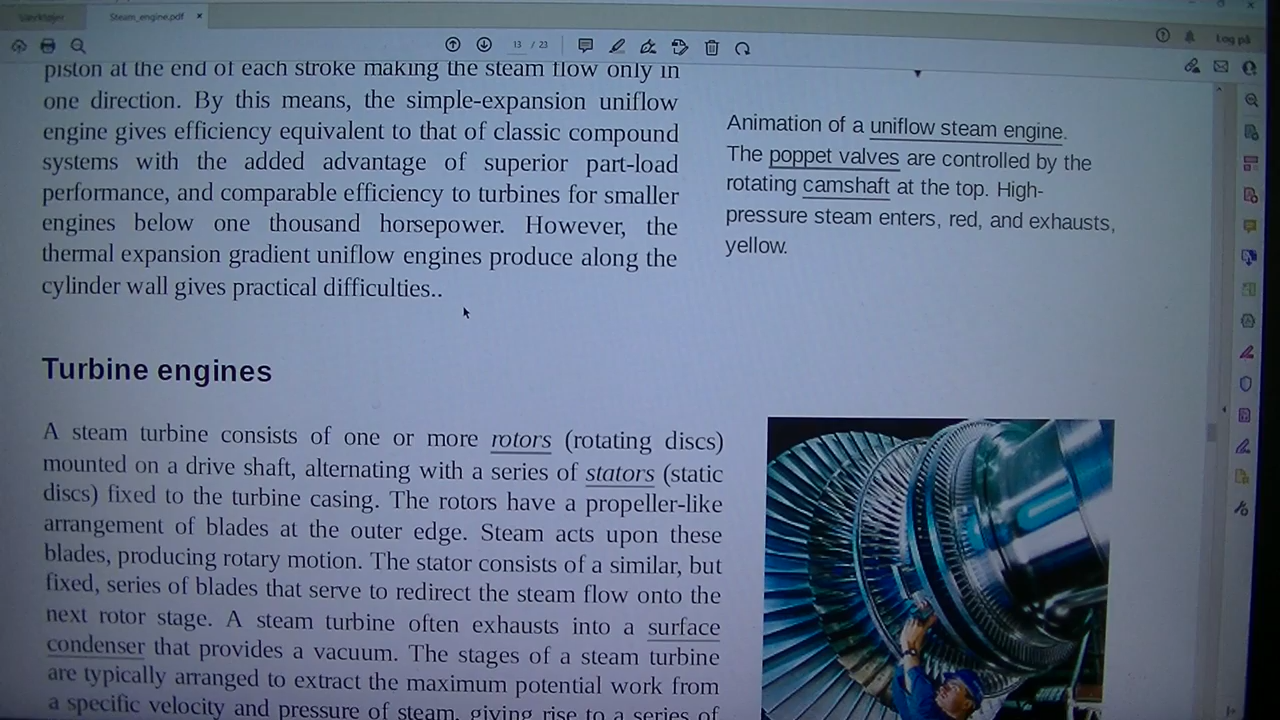 Værktøjer
Steam_engine.pdf ×
13 / 23
Log på
piston at the end of each stroke making the steam flow only in
one direction. By this means, the simple-expansion uniflow
engine gives efficiency equivalent to that of classic compound
systems with the added advantage of superior part-load
performance, and comparable efficiency to turbines for smaller
engines below one thousand horsepower. However, the
thermal expansion gradient uniflow engines produce along the
cylinder wall gives practical difficulties..
Animation of a uniflow steam engine.
The poppet valves are controlled by the
rotating camshaft at the top. High-
pressure steam enters, red, and exhausts,
yellow.
Turbine engines
A steam turbine consists of one or more rotors (rotating discs)
mounted on a drive shaft, alternating with a series of stators (static
discs) fixed to the turbine casing. The rotors have a propeller-like
arrangement of blades at the outer edge. Steam acts upon these
blades, producing rotary motion. The stator consists of a similar, but
fixed, series of blades that serve to redirect the steam flow onto the
next rotor stage. A steam turbine often exhausts into a surface
condenser that provides a vacuum. The stages of a steam turbine
are typically arranged to extract the maximum potential work from
a specific velocity and pressure of steam, giving rise to a series of